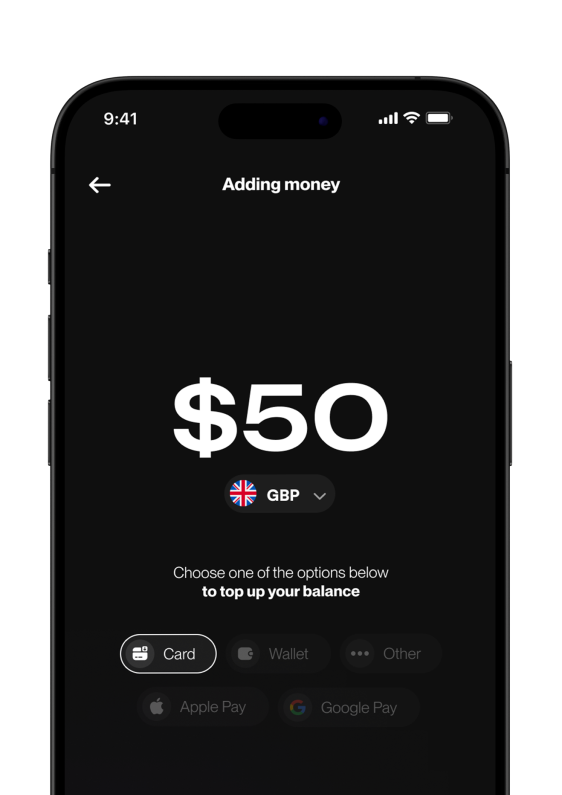 9:41
Adding money
$50
GBP
Choose one of the options below
to top up your balance
Card
Wallet
Other
Apple Pay
Google Pay